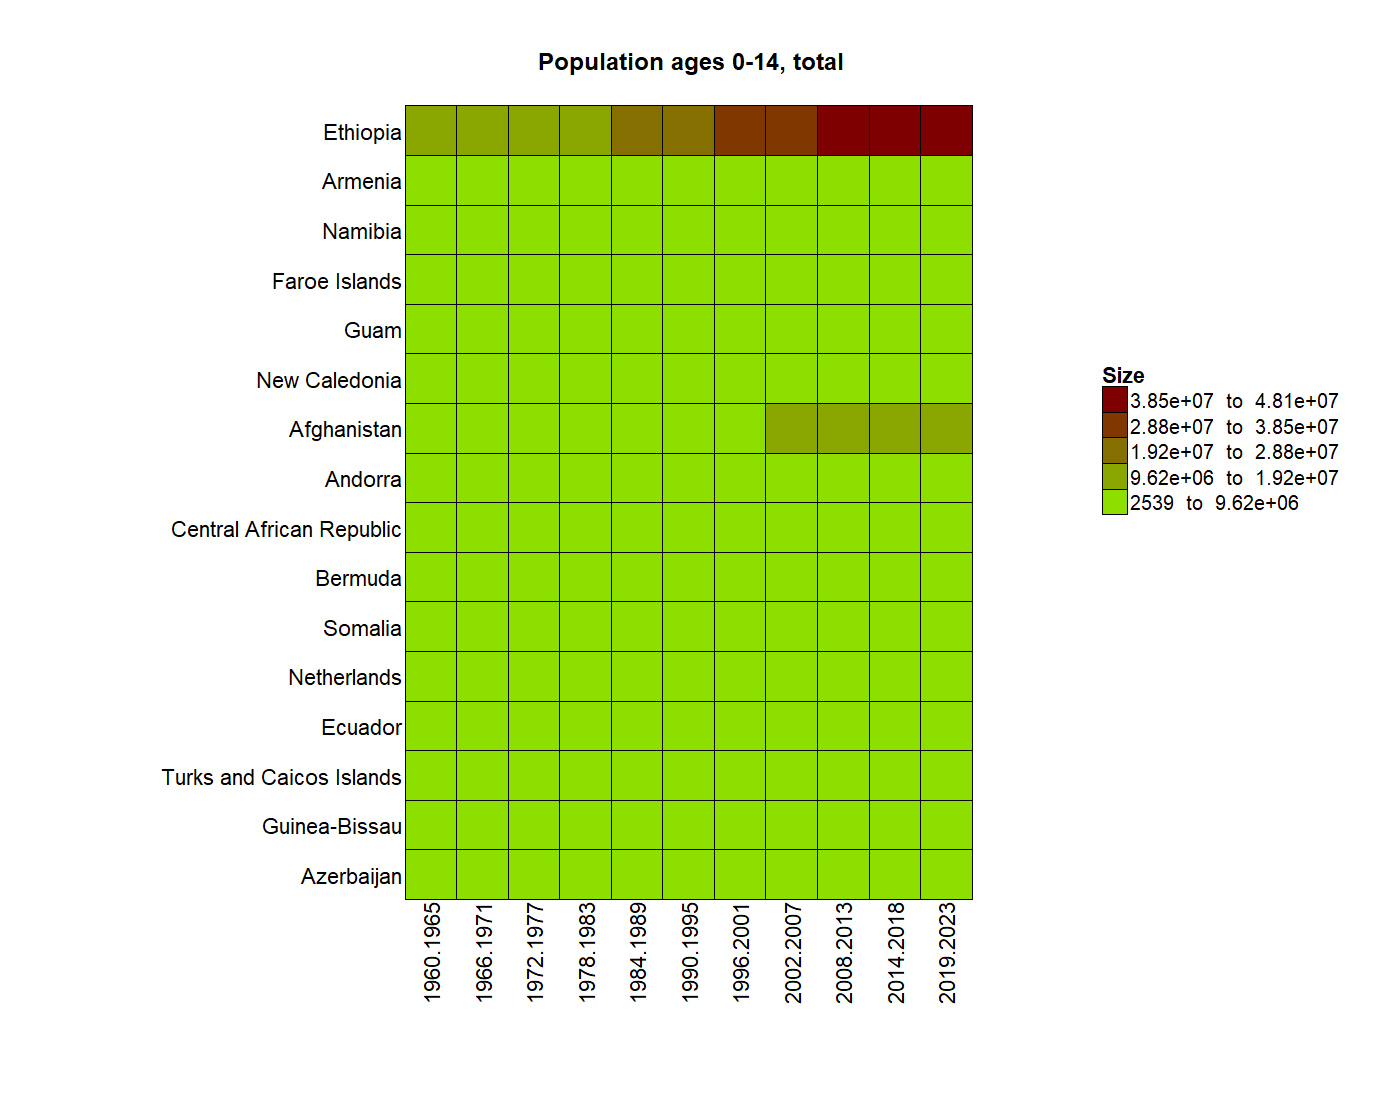 Population ages 0-14, total
Ethiopia
Armenia
Namibia
Faroe Islands
Guam
New Caledonia
Afghanistan
Andorra
Central African Republic
Bermuda
Somalia
Netherlands
Ecuador
Turks and Caicos Islands
Guinea-Bissau
Azerbaijan
1960.1965
1966.1971
1972.1977
1978.1983
1984.1989
1990.1995
1996.2001
2002.2007
2008.2013
2014.2018
2019.2023
Size
3.85e+07 to 4.81e+07
2.88e+07 to 3.85e+07
1.92e+07 to 2.88e+07
9.62e+06 to 1.92e+07
2539 to 9.62e+06